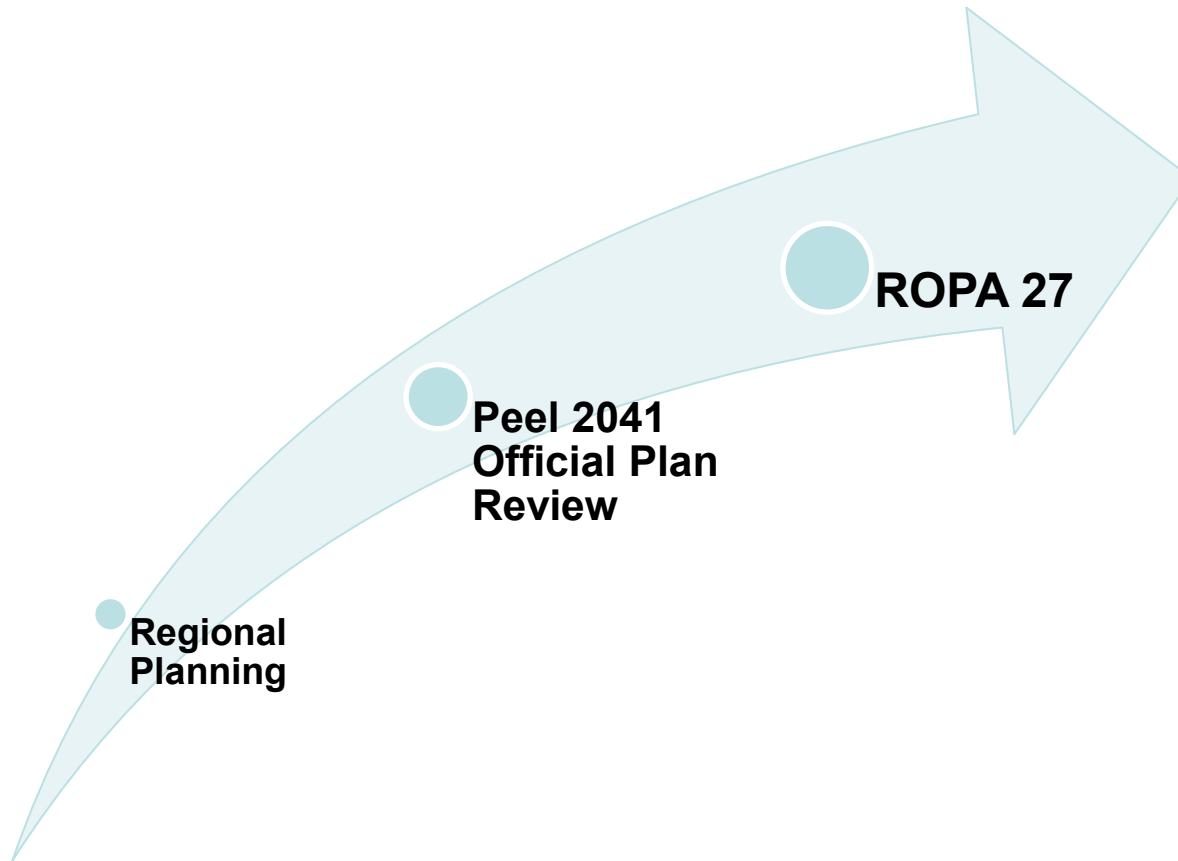 ROPA 27
Peel 2041
Official Plan
Review
Regional
Planning